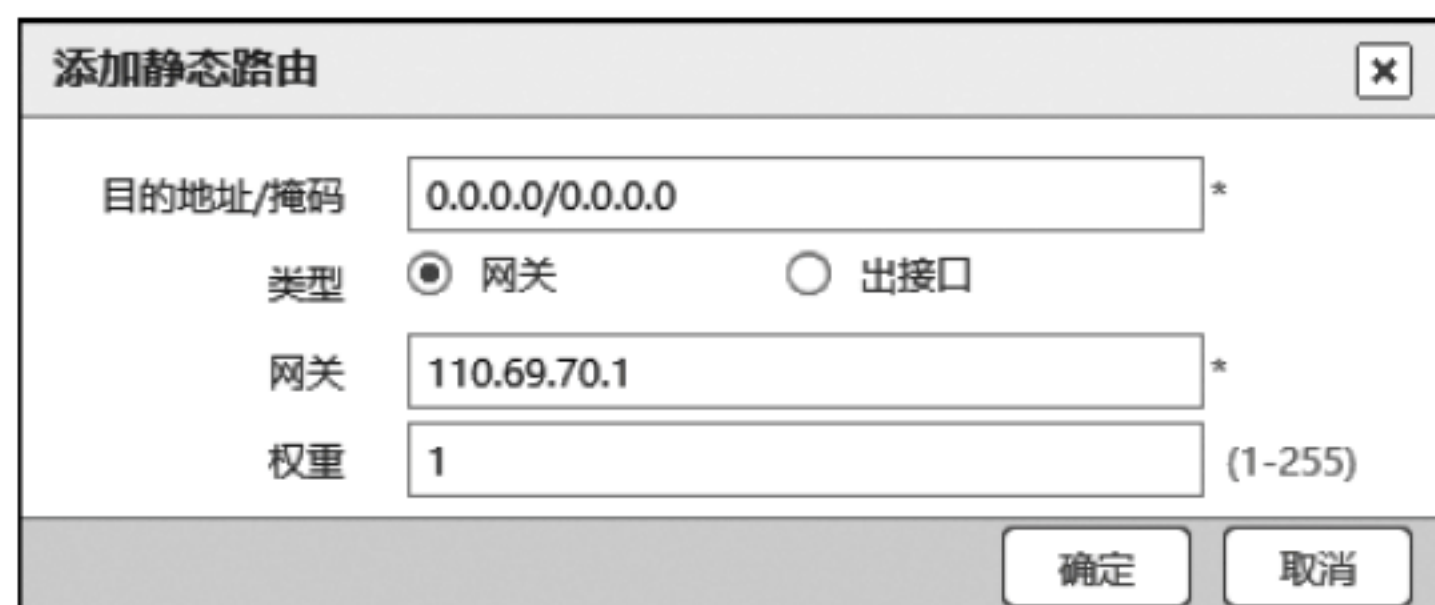 添加静态路由
目的地址/掩码 0.0.0.0/0.0.0.0 *
类型 网关 出接口
网关 110.69.70.1 *
权重 1 (1-255)
确定 取消